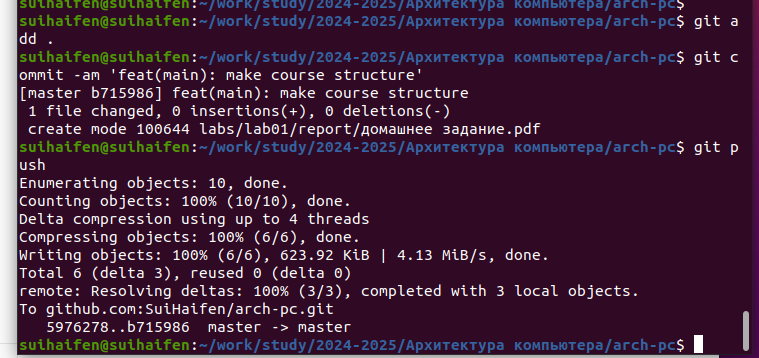 suihaifen@suihaifen:~/work/study/2024-2025/Архитектура компьютера/arch-pc$
suihaifen@suihaifen:~/work/study/2024-2025/Архитектура компьютера/arch-pc$ git a
dd .
suihaifen@suihaifen:~/work/study/2024-2025/Архитектура компьютера/arch-pc$ git c
ommit -am 'feat(main): make course structure'
[master b715986] feat(main): make course structure
 1 file changed, 0 insertions(+), 0 deletions(-)
 create mode 100644 labs/lab01/report/домашнее задание.pdf
suihaifen@suihaifen:~/work/study/2024-2025/Архитектура компьютера/arch-pc$ git p
ush
Enumerating objects: 10, done.
Counting objects: 100% (10/10), done.
Delta compression using up to 4 threads
Compressing objects: 100% (6/6), done.
Writing objects: 100% (6/6), 623.92 KiB | 4.13 MiB/s, done.
Total 6 (delta 3), reused 0 (delta 0)
remote: Resolving deltas: 100% (3/3), completed with 3 local objects.
To github.com:SuiHaifen/arch-pc.git
   5976278..b715986  master -> master
suihaifen@suihaifen:~/work/study/2024-2025/Архитектура компьютера/arch-pc$